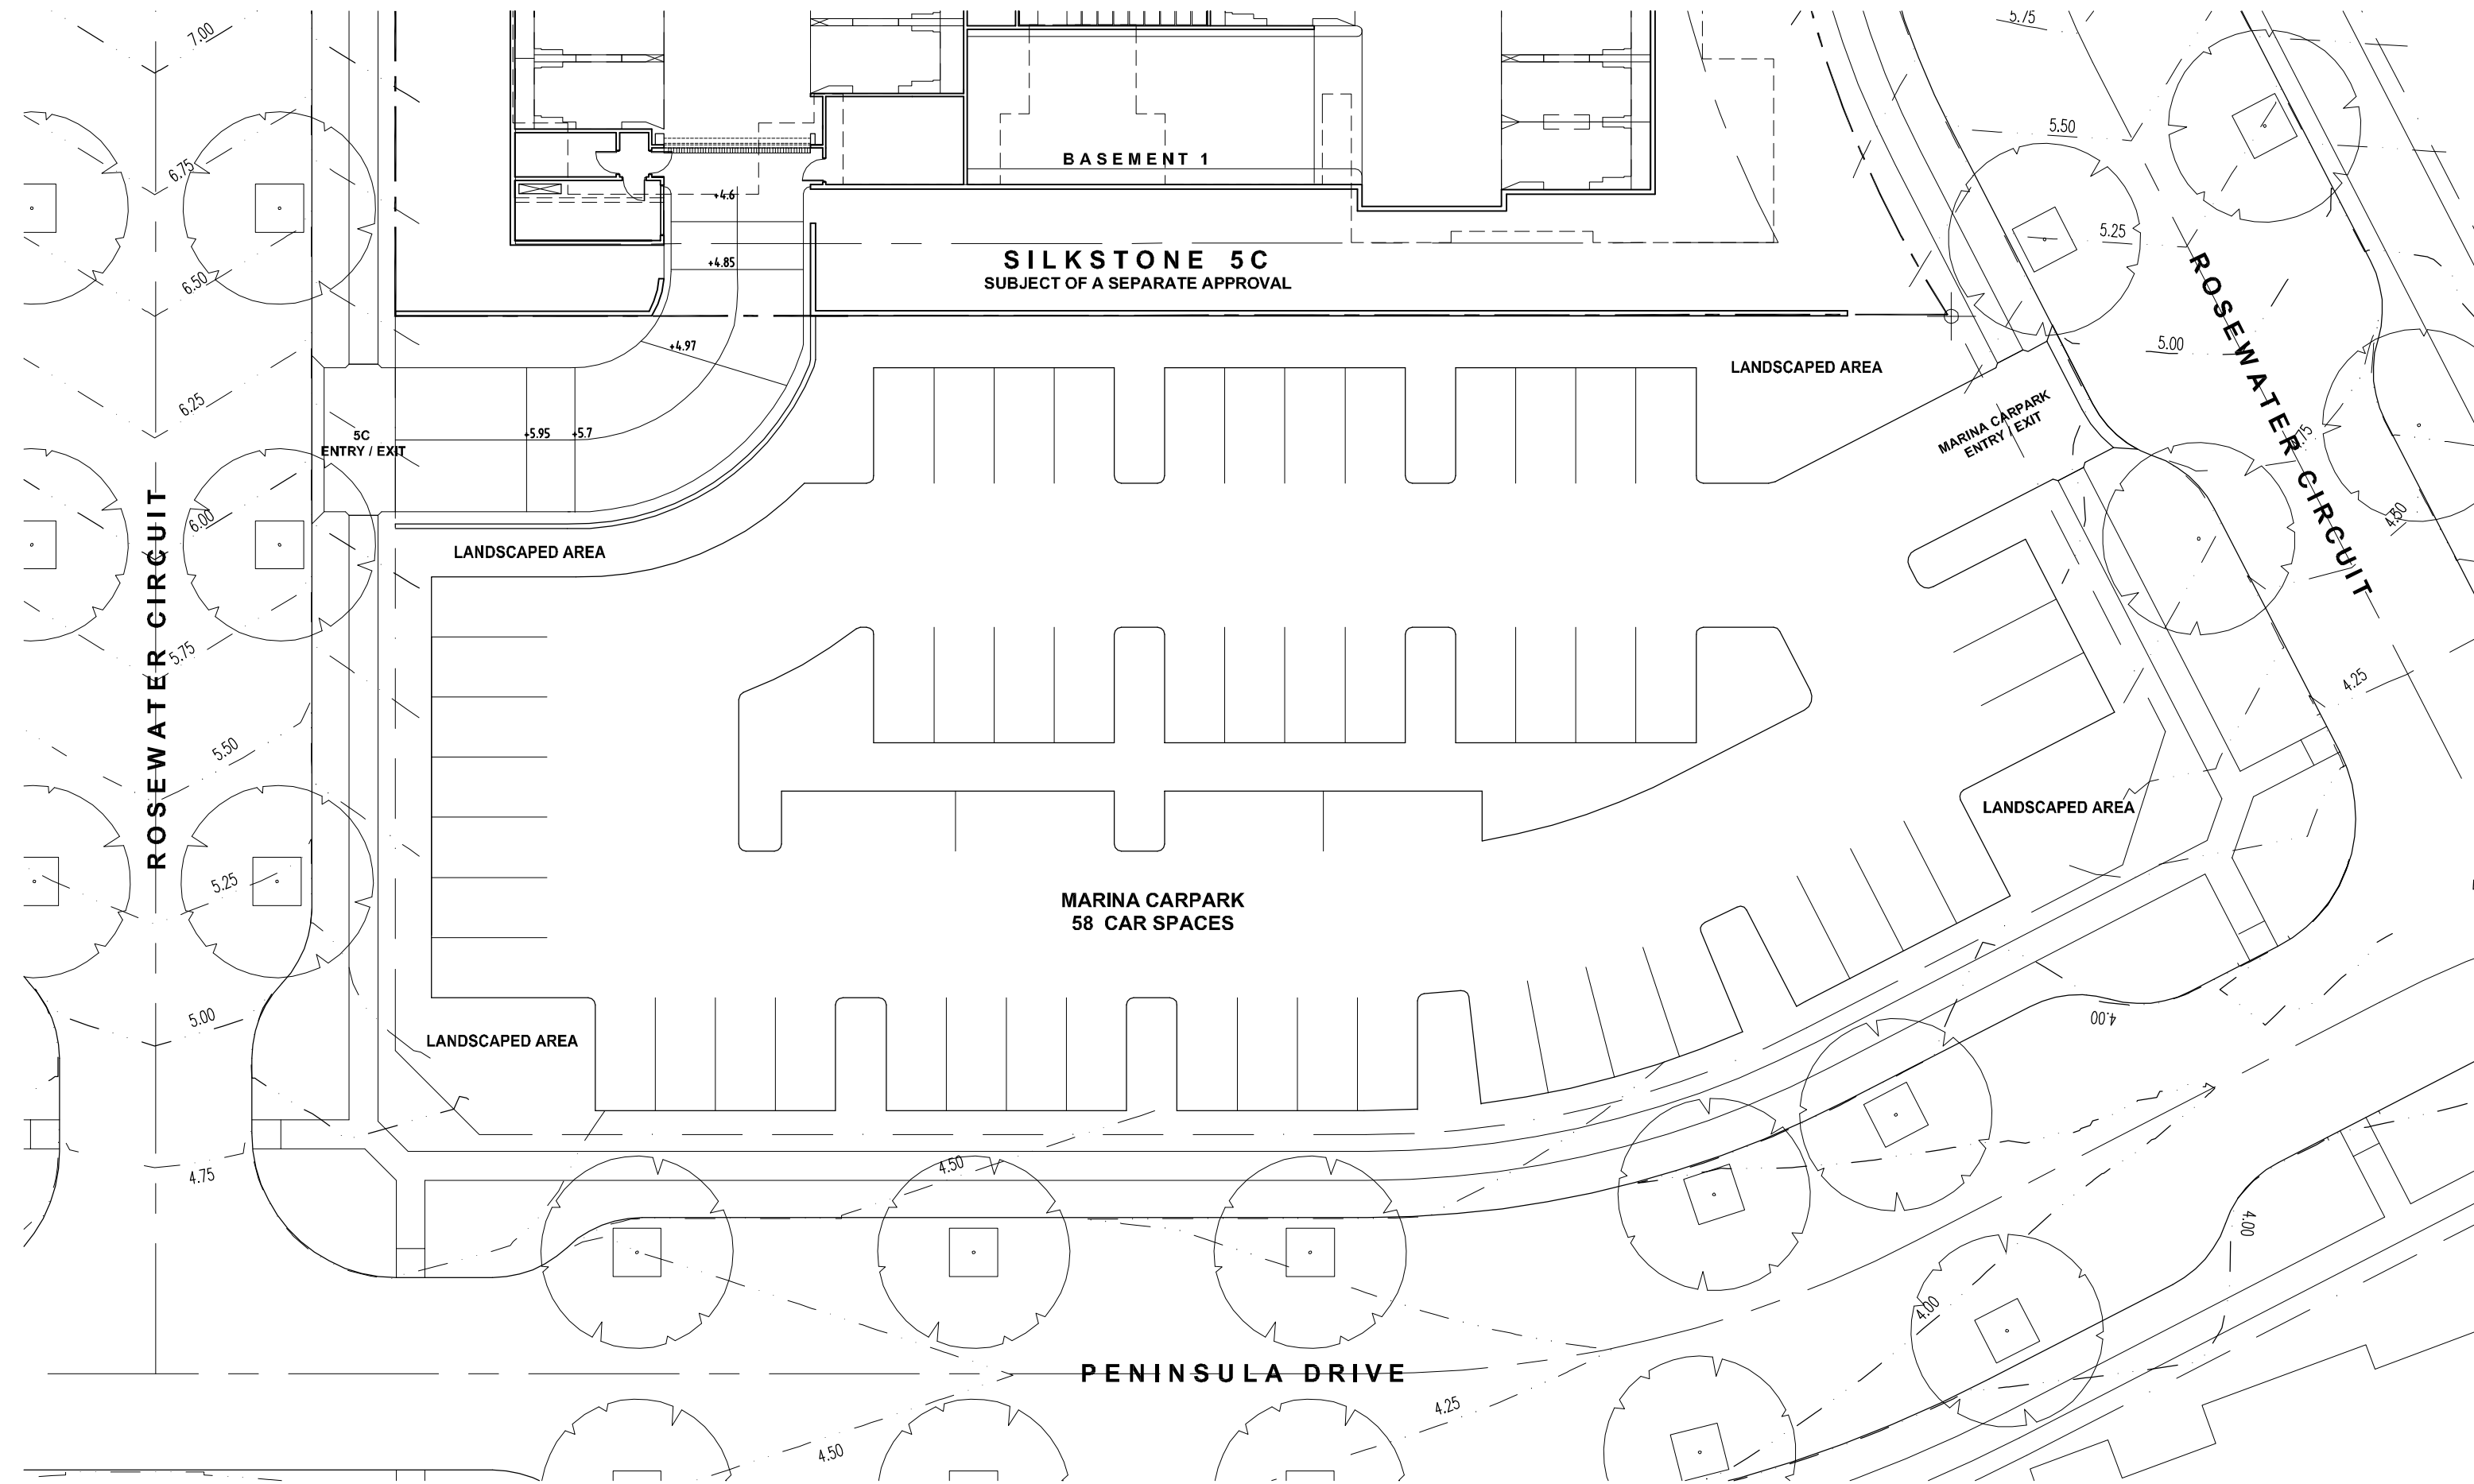 7.00
5.75
6.75
5.50
BASEMENT 1
+4.6
5.25
SILKSTONE 5C
SUBJECT OF A SEPARATE APPROVAL
+4.85
6.50
+4.97
5.00
LANDSCAPED AREA
6.25
5C
ENTRY / EXIT
+5.95
+5.7
MARINA CARPARK
ENTRY / EXIT
ROSEWATER CIRCUIT
4.50
6.00
LANDSCAPED AREA
ROSEWATER CIRCUIT
5.75
4.25
5.50
LANDSCAPED AREA
5.25
MARINA CARPARK
58 CAR SPACES
5.00
LANDSCAPED AREA
4.00
4.75
4.50
4.00
4.00
PENINSULA DRIVE
4.25
4.50